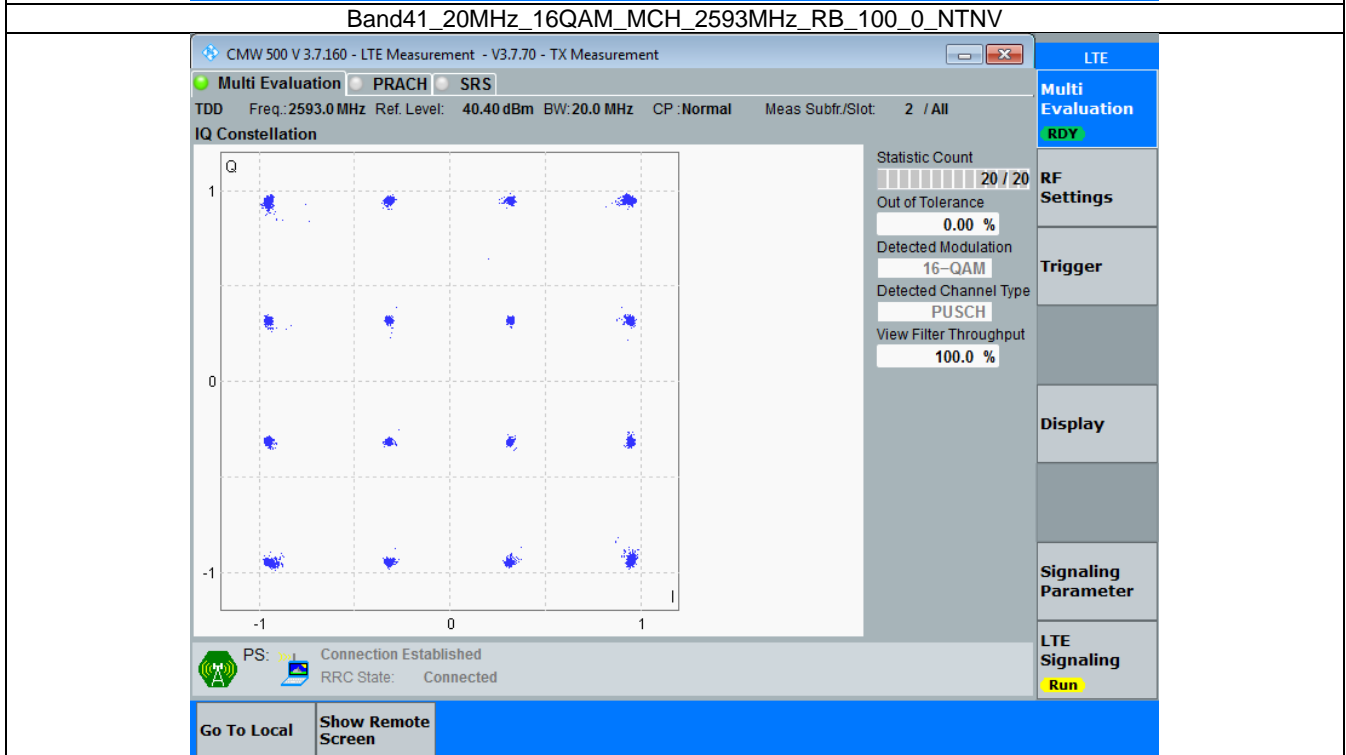 Band41_20MHz_16QAM_MCH_2593MHz_RB_100_0_NTNV
CMW 500 V 3.7.160 - LTE Measurement - V3.7.70 - TX Measurement
LTE
Multi Evaluation PRACH SRS
Multi
Evaluation
RDY
TDD Freq.:2593.0 MHz Ref. Level: 40.40 dBm BW:20.0 MHz CP :Normal Meas Subfr./Slot: 2 / All
IQ Constellation
Q
1
0
-1
I
-1 0 1
Statistic Count
20 / 20
Out of Tolerance
0.00 %
Detected Modulation
16-QAM
Detected Channel Type
PUSCH
View Filter Throughput
100.0 %
RF
Settings
Trigger
Display
Signaling
Parameter
LTE
Signaling
Run
PS: Connection Established
RRC State: Connected
Go To Local
Show Remote
Screen